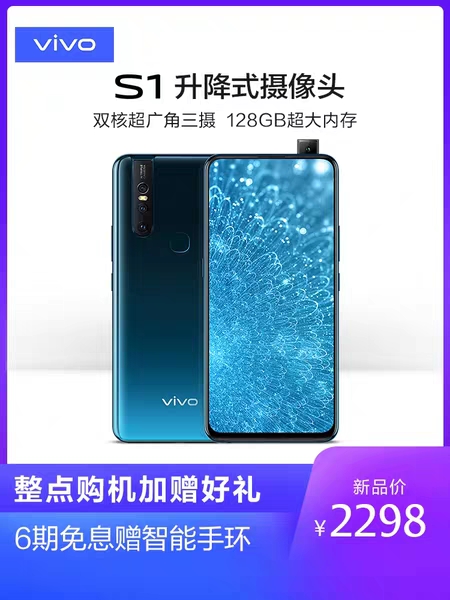 vivo
S1 升降式摄像头
双核超广角三摄 128GB超大内存
vivo
整点购机加赠好礼
6期免息赠智能手环
新品价
¥2298